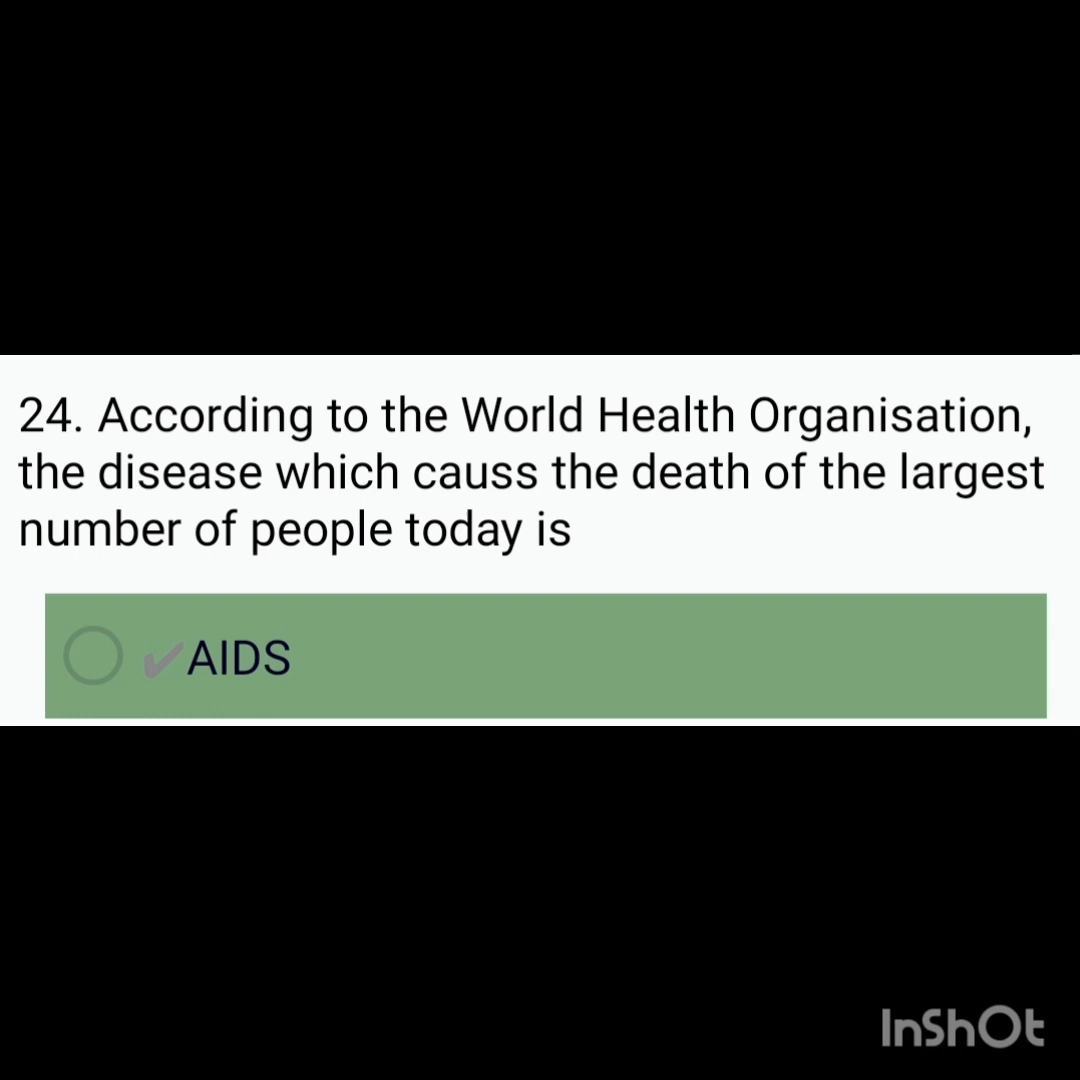 24. According to the World Health Organisation,
the disease which causs the death of the largest
number of people today is
✔AIDS
InShOt